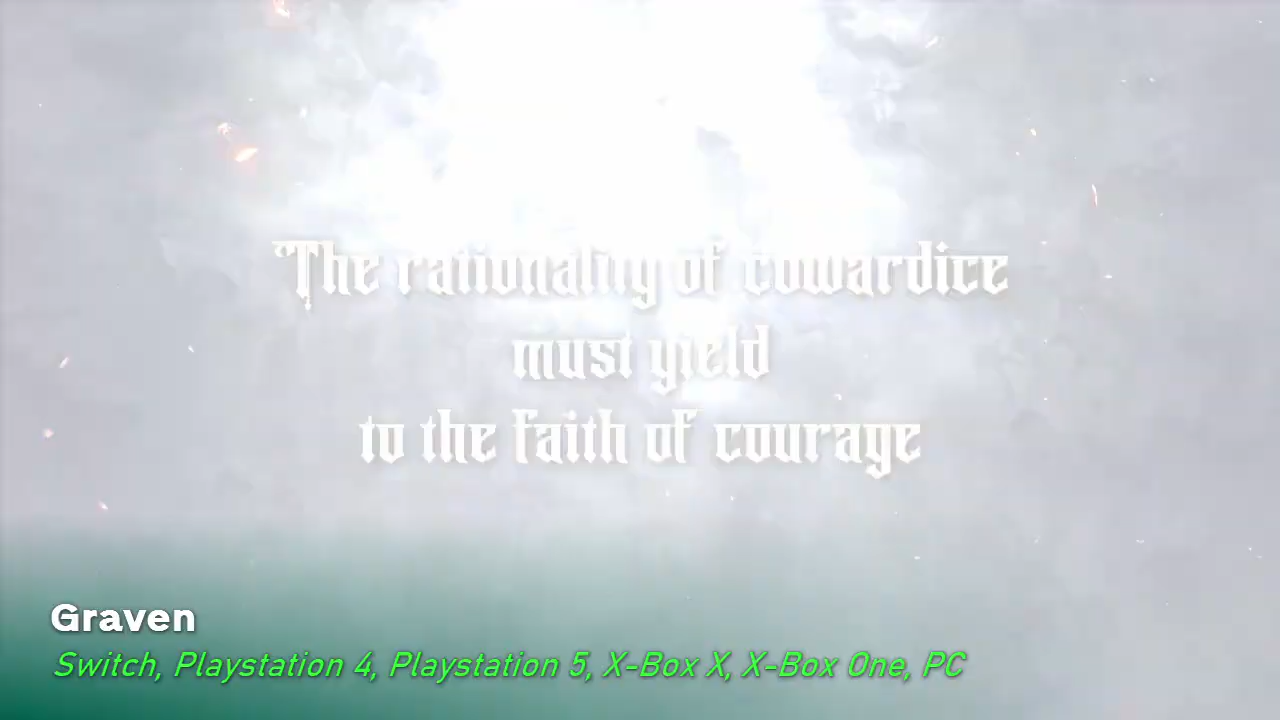 The rationality of cowardice
must yield
to the faith of courage
Graven
Switch, Playstation 4, Playstation 5, X-Box X, X-Box One, PC